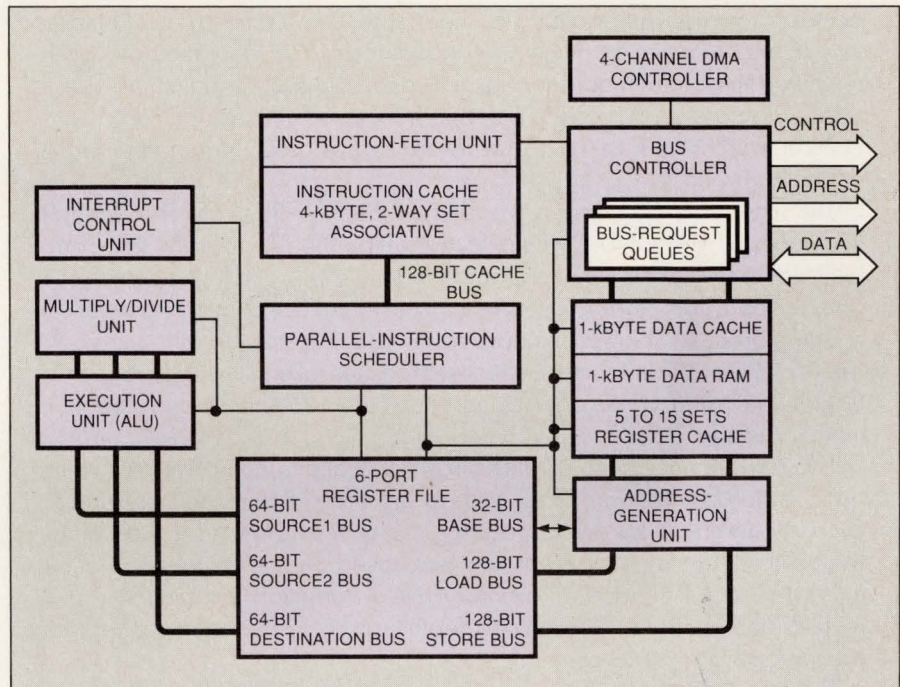 4-CHANNEL DMA
CONTROLLER
INSTRUCTION-FETCH UNIT
INSTRUCTION CACHE
4-kBYTE, 2-WAY SET
ASSOCIATIVE
BUS
CONTROLLER
BUS-REQUEST
QUEUES
CONTROL
ADDRESS
DATA
INTERRUPT
CONTROL
UNIT
128-BIT CACHE
BUS
MULTIPLY/DIVIDE
UNIT
PARALLEL-INSTRUCTION
SCHEDULER
1-kBYTE DATA CACHE
1-kBYTE DATA RAM
5 TO 15 SETS
REGISTER CACHE
EXECUTION
UNIT (ALU)
6-PORT
REGISTER FILE
64-BIT
SOURCE1 BUS
64-BIT
SOURCE2 BUS
64-BIT
DESTINATION BUS
32-BIT
BASE BUS
128-BIT
LOAD BUS
128-BIT
STORE BUS
ADDRESS-
GENERATION
UNIT